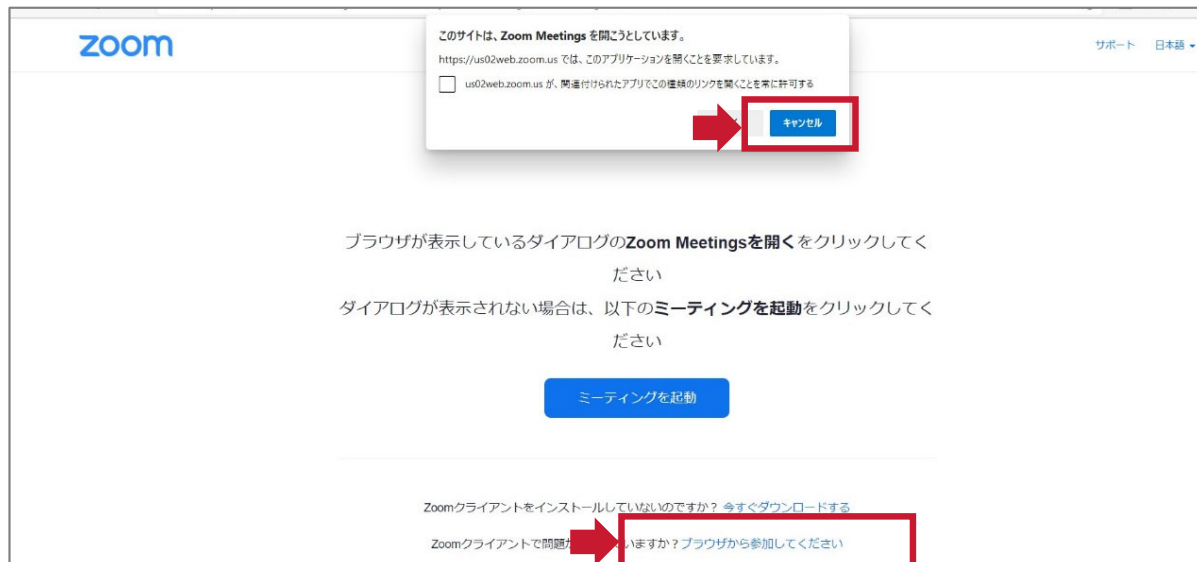 zoom
サポート 日本語
このサイトは、Zoom Meetings を開こうとしています。
https://us02web.zoom.us では、このアプリケーションを開くことを要求しています。
us02web.zoom.us が、関連付けられたアプリでこの種類のリンクを開くことを常に許可する
キャンセル
ブラウザが表示しているダイアログのZoom Meetingsを開くをクリックしてく
ださい
ダイアログが表示されない場合は、以下のミーティングを起動をクリックしてく
ださい
ミーティングを起動
Zoomクライアントをインストールしていないのですか？ 今すぐダウンロードする
Zoomクライアントで問題 いますか？ブラウザから参加してください